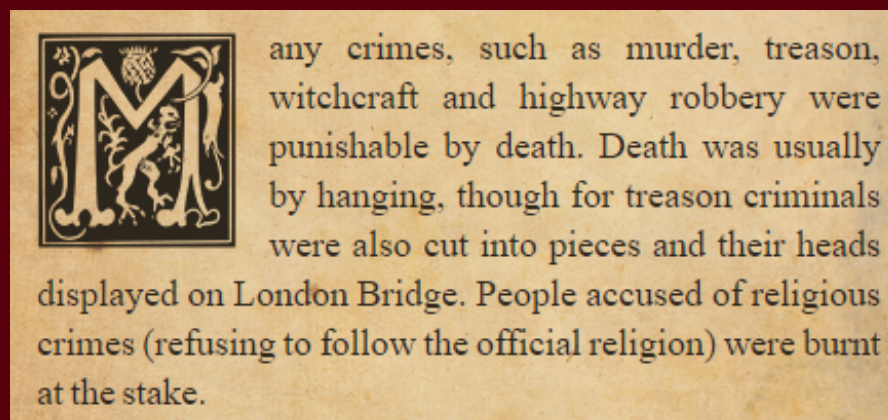 Many crimes, such as murder, treason,
witchcraft and highway robbery were
punishable by death. Death was usually
by hanging, though for treason criminals
were also cut into pieces and their heads
displayed on London Bridge. People accused of religious
crimes (refusing to follow the official religion) were burnt
at the stake.